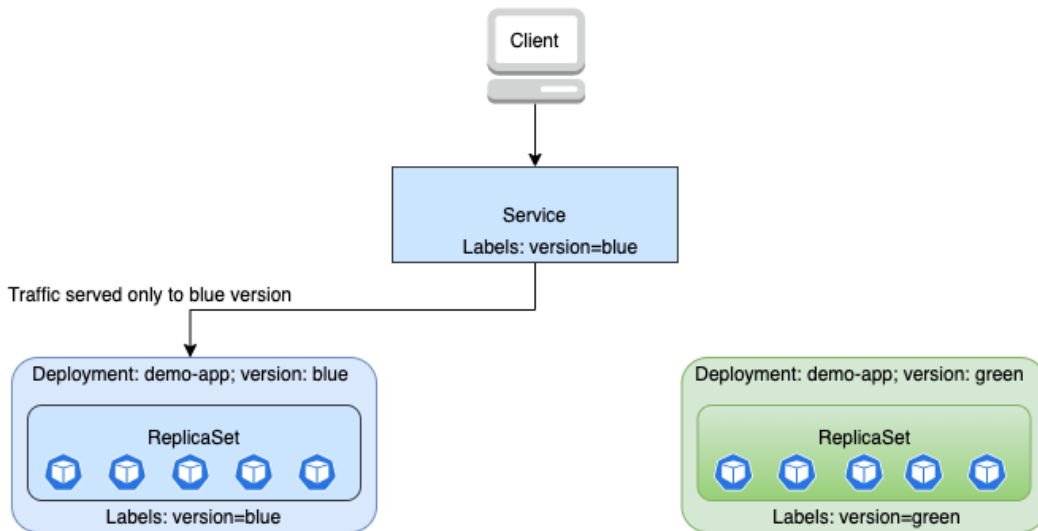 Client
Service
Labels: version=blue
Traffic served only to blue version
Deployment: demo-app; version: blue
ReplicaSet
Labels: version=blue
Deployment: demo-app; version: green
ReplicaSet
Labels: version=green